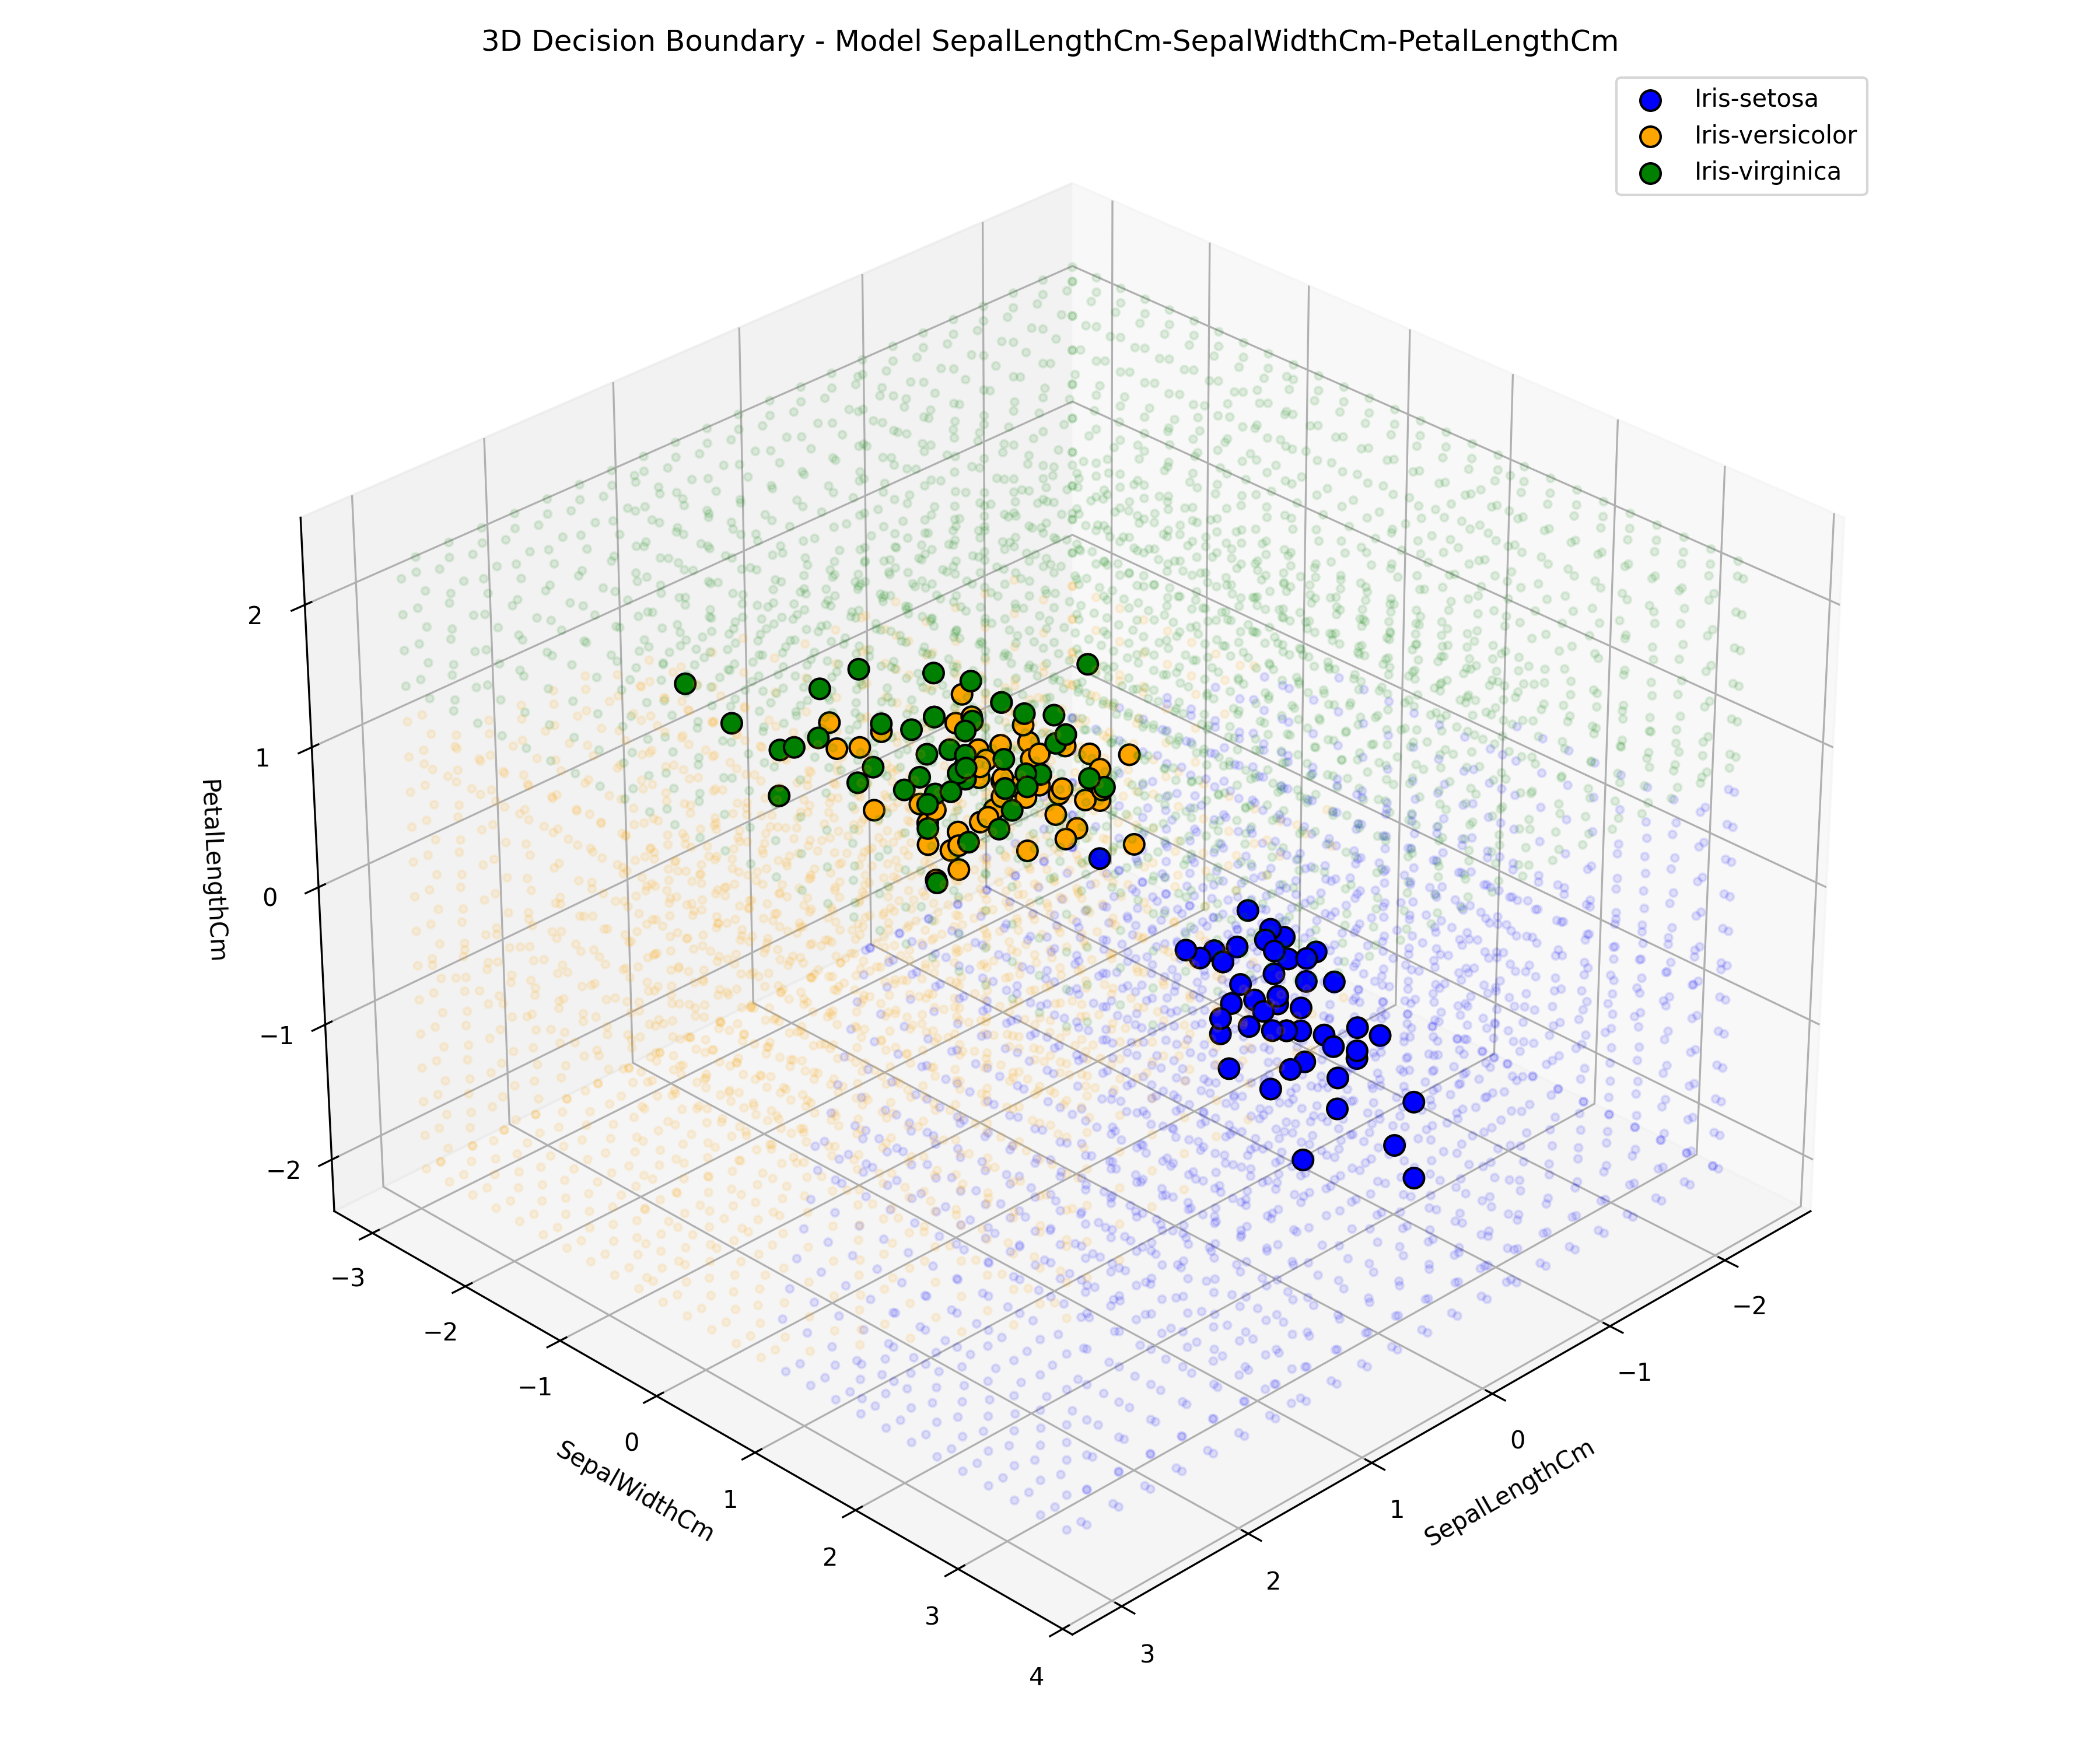 3D Decision Boundary - Model SepalLengthCm-SepalWidthCm-PetalLengthCm
Iris-setosa
Iris-versicolor
Iris-virginica
2
1
0
−1
−2
PetalLengthCm
−3
−2
−1
0
1
2
3
4
SepalWidthCm
−2
−1
0
1
2
3
SepalLengthCm